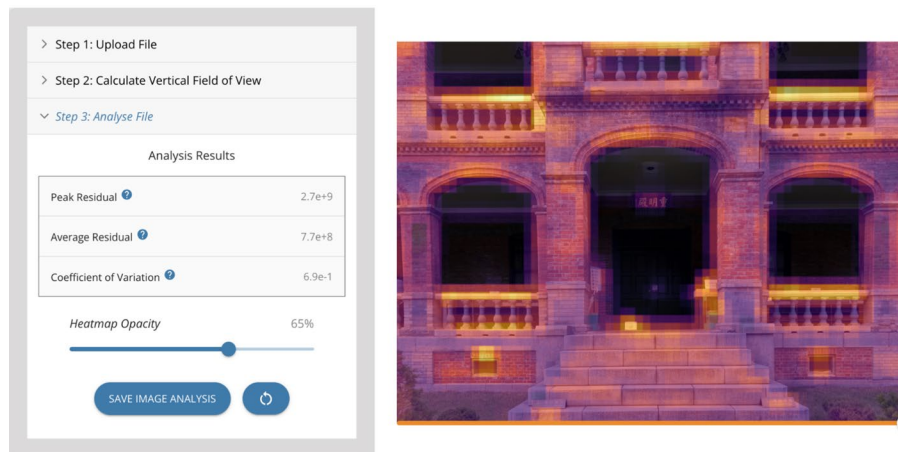 Step 1: Upload File
Step 2: Calculate Vertical Field of View
Step 3: Analyse File
Analysis Results
Peak Residual 2.7e+9
Average Residual 7.7e+8
Coefficient of Variation 6.9e-1
Heatmap Opacity 65%
SAVE IMAGE ANALYSIS